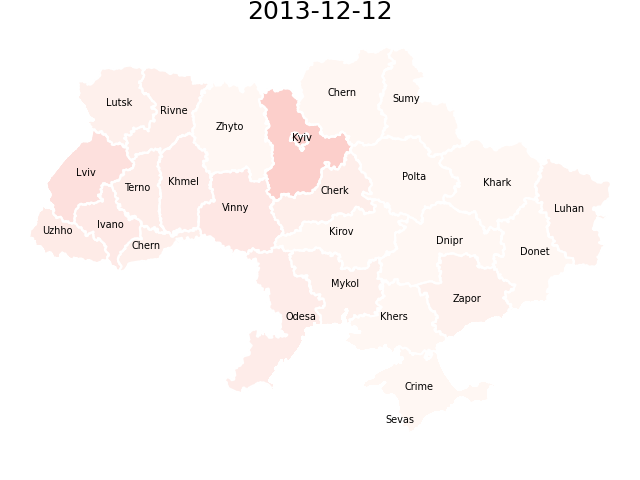 2013-12-12
Chern
Sumy
Lutsk
Rivne
Zhyto
Kyiv
Lviv
Polta
Khark
Terno
Khmel
Cherk
Vinny
Luhan
Ivano
Uzhho
Kirov
Chern
Dnipr
Donet
Mykol
Zapor
Odesa
Khers
Crime
Sevas